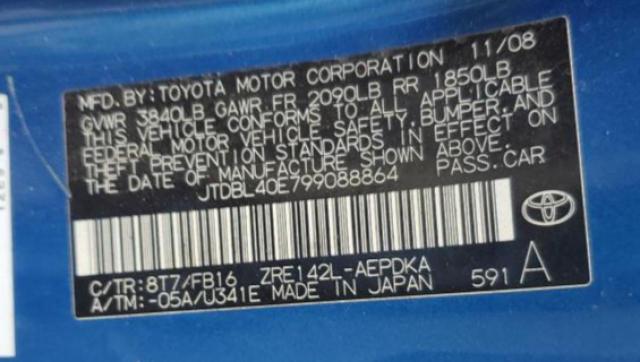 MFD.BY:TOYOTA MOTOR CORPORATION 11/08
GVWR 3840LB GAWR FR 2090LB RR 1850LB
THIS VEHICLE CONFORMS TO ALL APPLICABLE
FEDERAL MOTOR VEHICLE SAFETY,BUMPER,AND
THEFT PREVENTION STANDARDS IN EFFECT ON
THE DATE OF MANUFACTURE SHOWN ABOVE.
JTDBL40E799088864 PASS.CAR
C/TR:8T7/FB16 ZRE142L-AEPDKA
A/TM:-05A/U341E MADE IN JAPAN 591 A